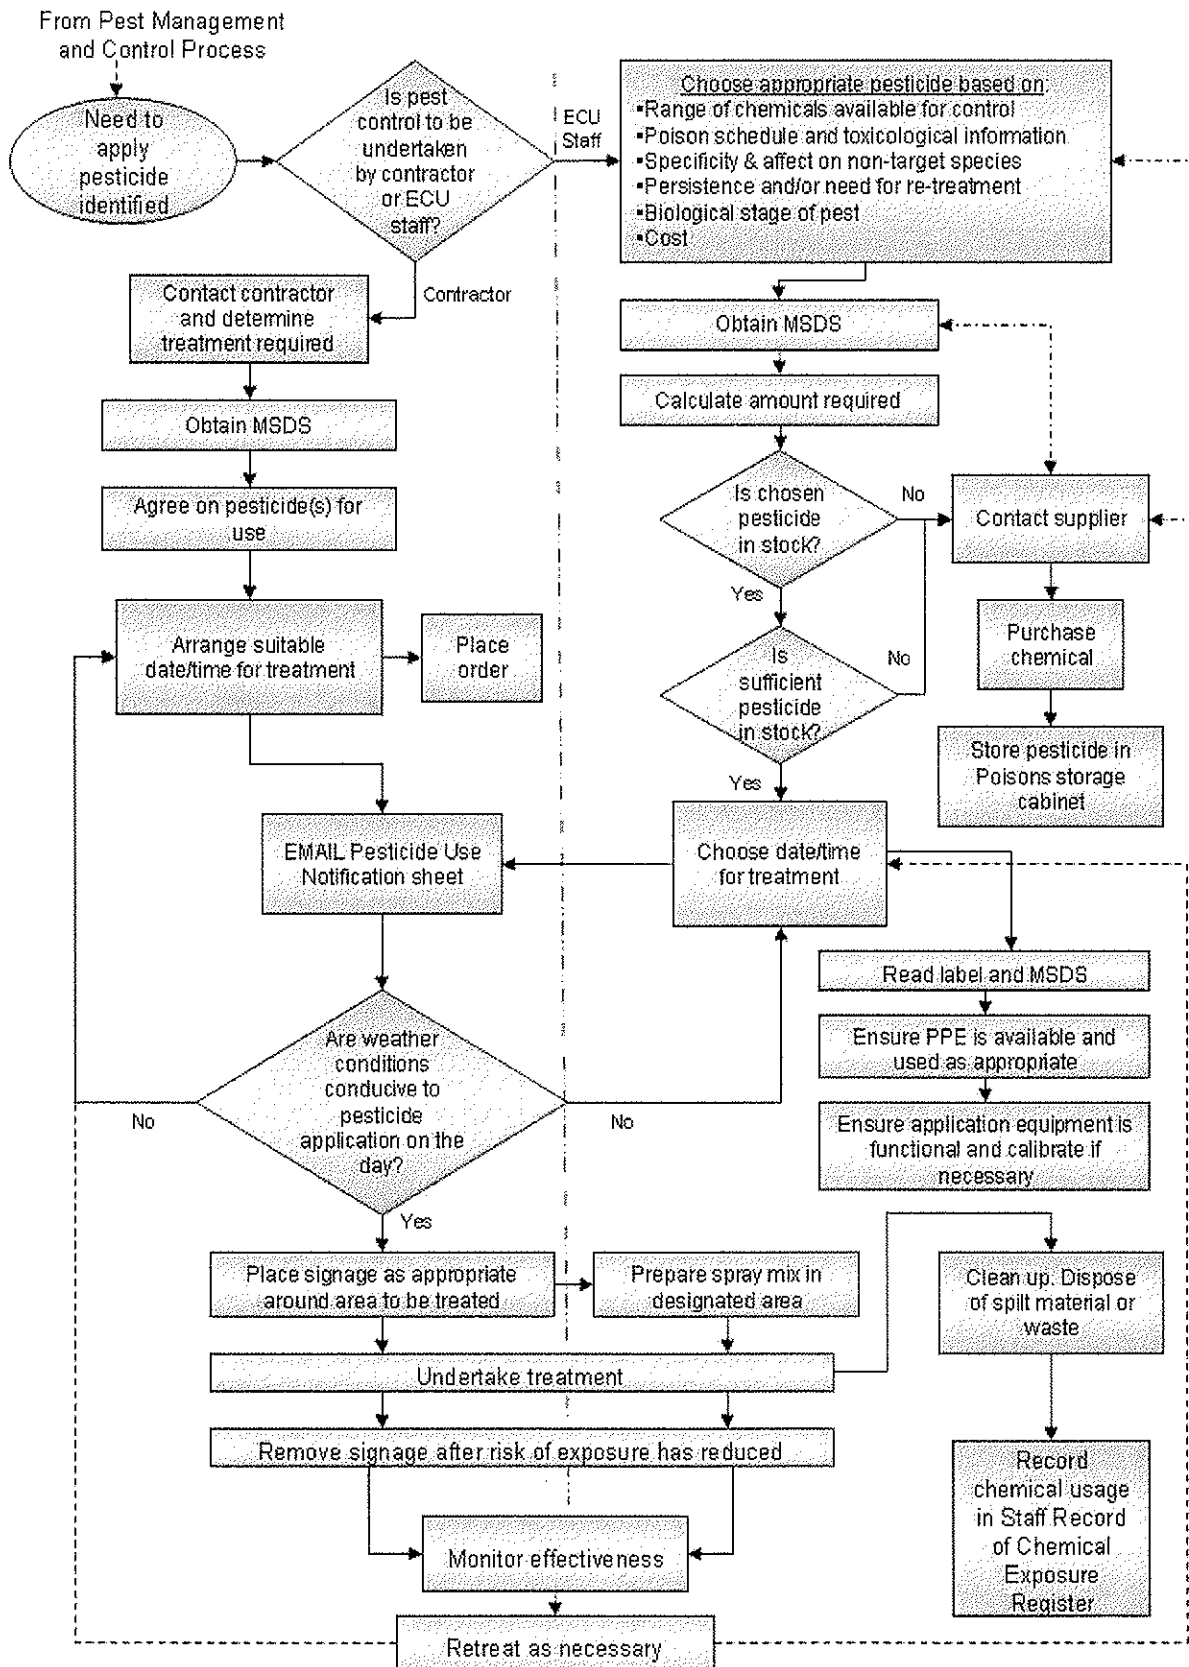 From Pest Management
and Control Process
Need to
apply
pesticide
identified
Is pest
control to be
undertaken
by contractor
or ECU
staff?
ECU
Staff
Choose appropriate pesticide based on
▪Range of chemicals available for control
▪Poison schedule and toxicological information
▪Specificity & affect on non-target species
▪Persistence and/or need for re-treatment
▪Biological stage of pest
▪Cost
Contractor
Contact contractor
and determine
treatment required
Obtain MSDS
Agree on pesticide(s) for
use
Arrange suitable
date/time for treatment
Place
order
Obtain MSDS
Calculate amount required
Is chosen
pesticide
in stock?
No
Contact supplier
Yes
Is
sufficient
pesticide
in stock?
No
Purchase
chemical
Store pesticide in
Poisons storage
cabinet
Yes
EMAIL Pesticide Use
Notification sheet
Choose date/time
for treatment
Read label and MSDS
Ensure PPE is available and
used as appropriate
Ensure application equipment is
functional and calibrate if
necessary
Are weather
conditions
conducive to
pesticide
application on the
day?
No
No
Yes
Place signage as appropriate
around area to be treated
Prepare spray mix in
designated area
Clean up. Dispose
of spilt material or
waste
Undertake treatment
Remove signage after risk of exposure has reduced
Record
chemical usage
in Staff Record
of Chemical
Exposure
Register
Monitor effectiveness
Retreat as necessary